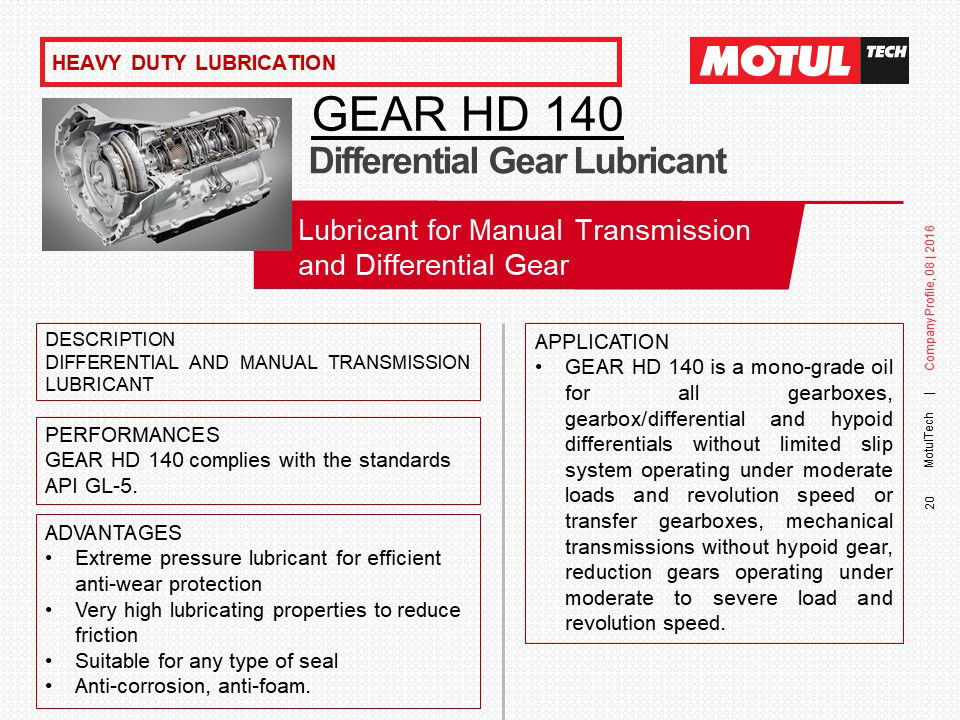 HEAVY DUTY LUBRICATION
MOTUL TECH
GEAR HD 140
Differential Gear Lubricant
Lubricant for Manual Transmission
and Differential Gear
DESCRIPTION
DIFFERENTIAL AND MANUAL TRANSMISSION
LUBRICANT
PERFORMANCES
GEAR HD 140 complies with the standards
API GL-5.
ADVANTAGES
• Extreme pressure lubricant for efficient
anti-wear protection
• Very high lubricating properties to reduce
friction
• Suitable for any type of seal
• Anti-corrosion, anti-foam.
APPLICATION
• GEAR HD 140 is a mono-grade oil
for all gearboxes,
gearbox/differential and hypoid
differentials without limited slip
system operating under moderate
loads and revolution speed or
transfer gearboxes, mechanical
transmissions without hypoid gear,
reduction gears operating under
moderate to severe load and
revolution speed.
20 MotulTech | Company Profile, 08 | 2016